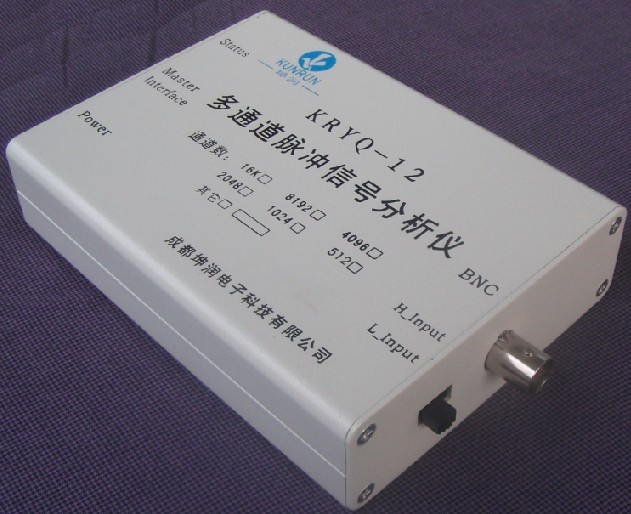 Status
KUNRUN
坤润
Master
Interface
Power
KRYQ-12
多通道脉冲信号分析仪
通道数: 16K□ 8192□ 4096□
2048□ 1024□ 512□
其它□
成都坤润电子科技有限公司
BNC
H_Input
L_Input